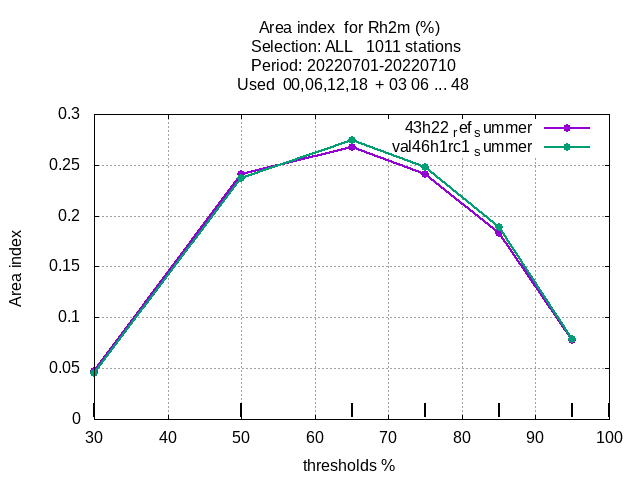 Area index  for Rh2m (%)
Selection: ALL   1011 stations
Period: 20220701-20220710
Used  00,06,12,18  + 03 06 ... 48
43h22 ref summer
val46h1rc1 summer
0.3
0.25
0.2
0.15
0.1
0.05
0
Area index
30 40 50 60 70 80 90 100
thresholds %